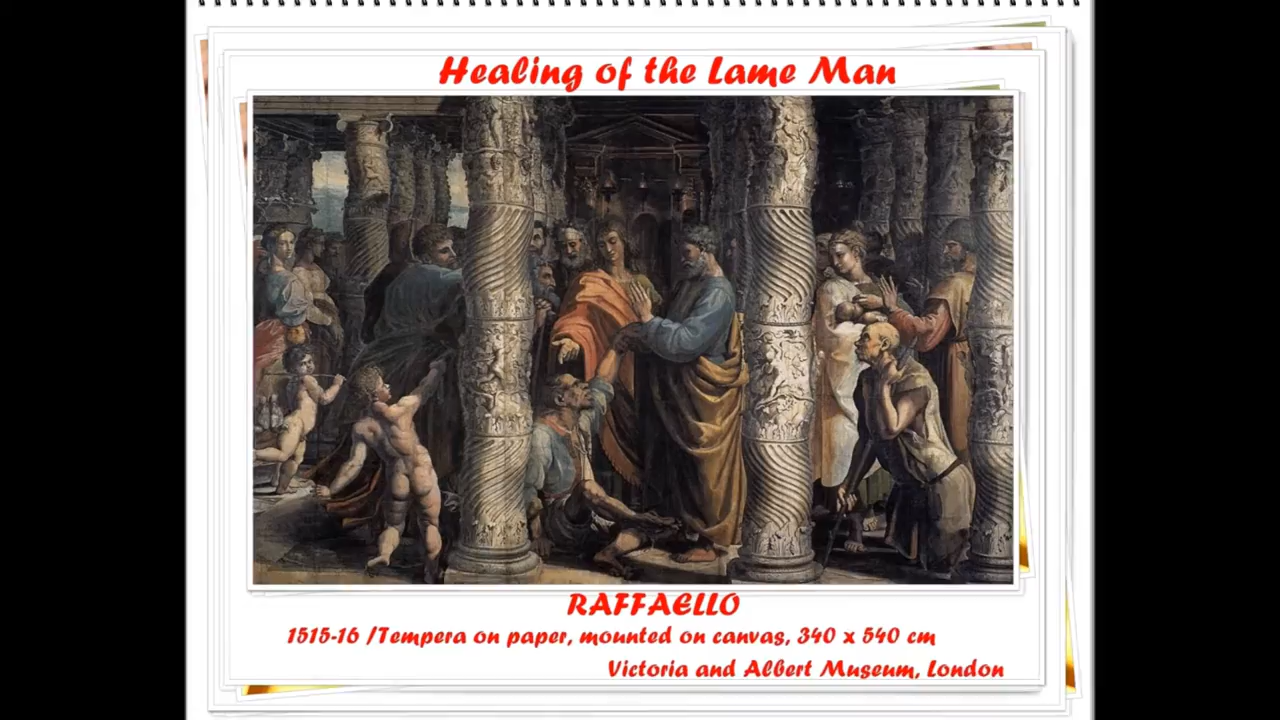 Healing of the Lame Man
RAFFAELLO
1515-16 /Tempera on paper, mounted on canvas, 340 x 540 cm
Victoria and Albert Museum, London